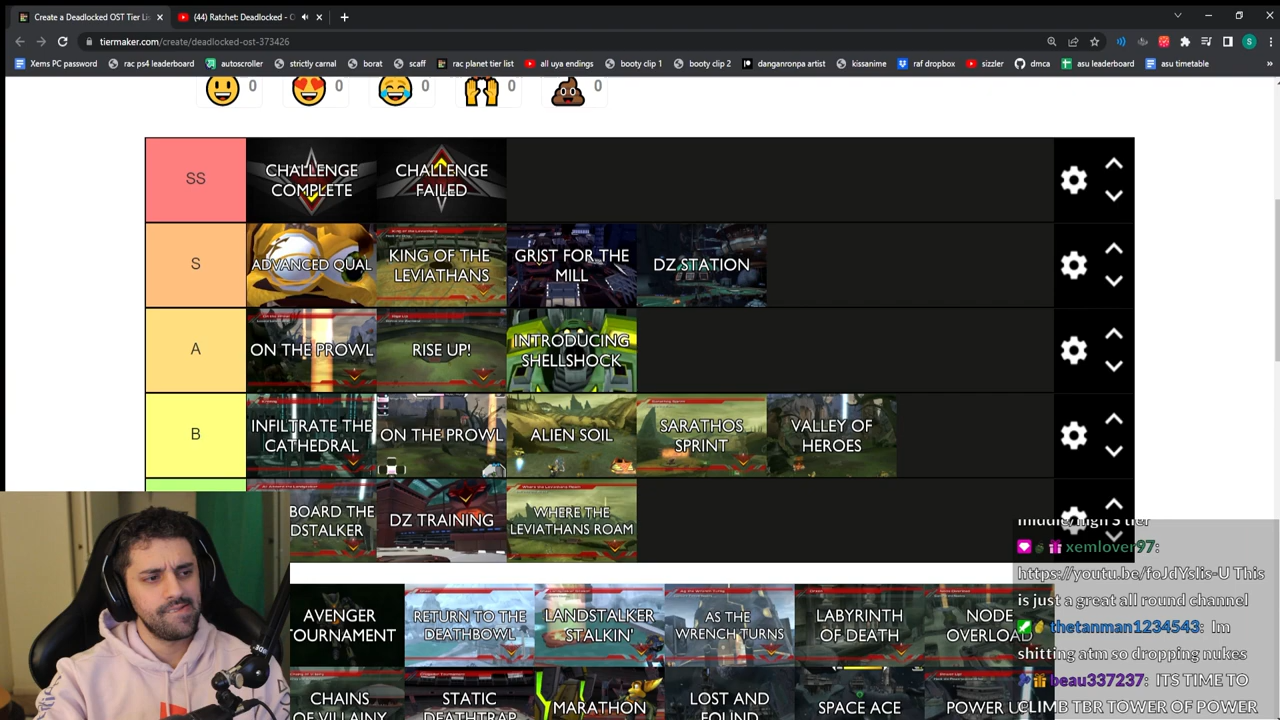 Create a Deadlocked OST Tier Lis
(44) Ratchet: Deadlocked - O
tiermaker.com/create/deadlocked-ost-373426
Xems PC password
rac ps4 leaderboard
autoscroller
strictly carnal
borat
scaff
rac planet tier list
all uya endings
booty clip 1
booty clip 2
danganronpa artist
kissanime
raf dropbox
sizzler
dmca
asu leaderboard
asu timetable
0
0
0
0
0
SS
CHALLENGE
COMPLETE
CHALLENGE
FAILED
S
ADVANCED QUAL
KING OF THE
LEVIATHANS
GRIST FOR THE
MILL
DZ STATION
A
ON THE PROWL
RISE UP!
INTRODUCING
SHELLSHOCK
B
INFILTRATE THE
CATHEDRAL
ON THE PROWL
ALIEN SOIL
SARATHOS
SPRINT
VALLEY OF
HEROES
BOARD THE
DSTALKER
DZ TRAINING
WHERE THE
LEVIATHANS ROAM
AVENGER
TOURNAMENT
RETURN TO THE
DEATHBOWL
LANDSTALKER
STALKIN'
AS THE
WRENCH TURNS
LABYRINTH
OF DEATH
NODE
OVERLOAD
CHAINS
OF VILLAINY
STATIC
DEATHTRAP
MARATHON
LOST AND
FOUND
SPACE ACE
POWER U
middle/high S tier
xemlover97:
https://youtu.be/foJdYslis-U This
is just a great all round channel
thetanman1234543: Im
shitting atm so dropping nukes
beau337237: ITS TIME TO
CLIMB TBR TOWER OF POWER